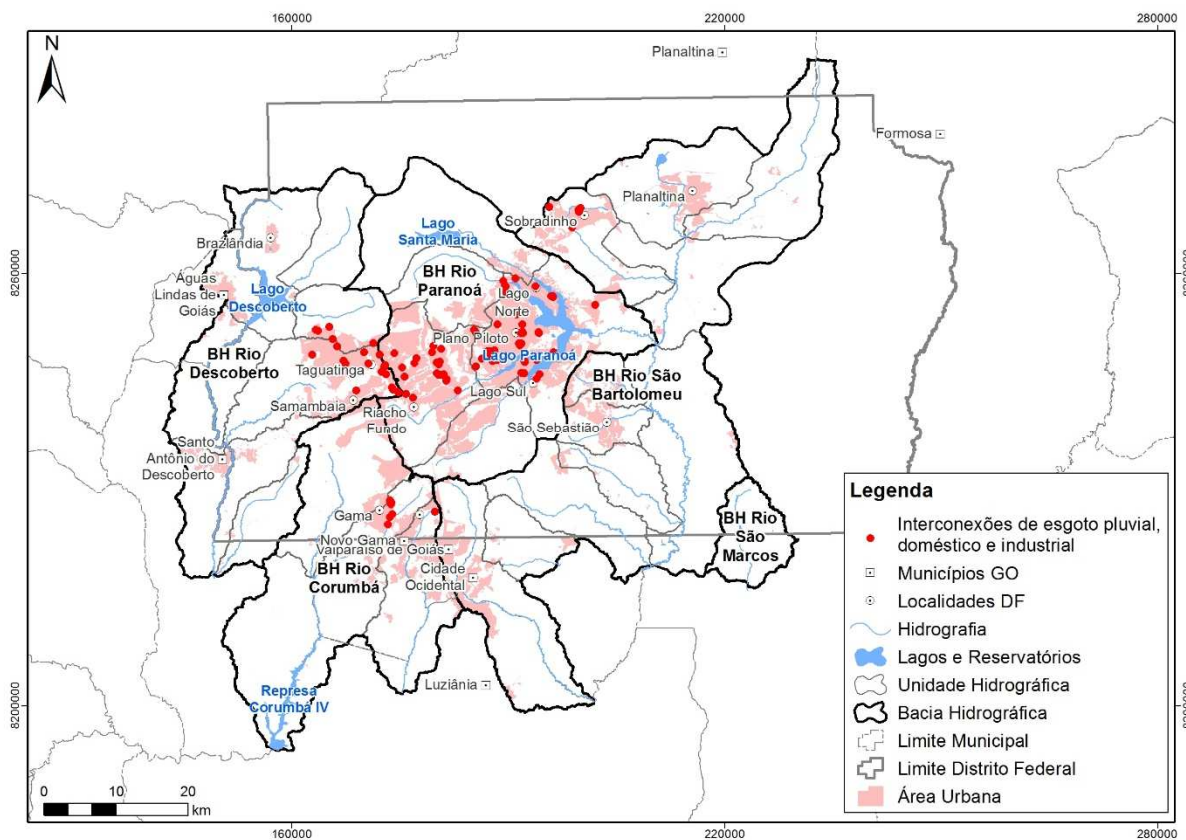 160000
220000
280000
N
Planaltina
Formosa
Planaltina
Sobradinho
Brazlândia
Lago
Santa Maria
8260000
8260000
Águas
Lindas de
Goiás
Lago
Descoberto
BH Rio
Paranoá
Lago
Norte
Plano Piloto
Lago Paranoá
BH Rio
Descoberto
Taguatinga
Lago Sul
BH Rio São
Bartolomeu
Samambaia
Riacho
Fundo
São Sebastião
Santo
Antônio do
Descoberto
Gama
Novo Gama
Valparaíso de Goiás
BH Rio
Corumbá
Cidade
Ocidental
BH Rio
São
Marcos
Luziânia
Represa
Corumbá IV
8200000
8200000
Legenda
Interconexões de esgoto pluvial,
doméstico e industrial
Municípios GO
Localidades DF
Hidrografia
Lagos e Reservatórios
Unidade Hidrográfica
Bacia Hidrográfica
Limite Municipal
Limite Distrito Federal
Área Urbana
0 10 20
km
160000
220000
280000